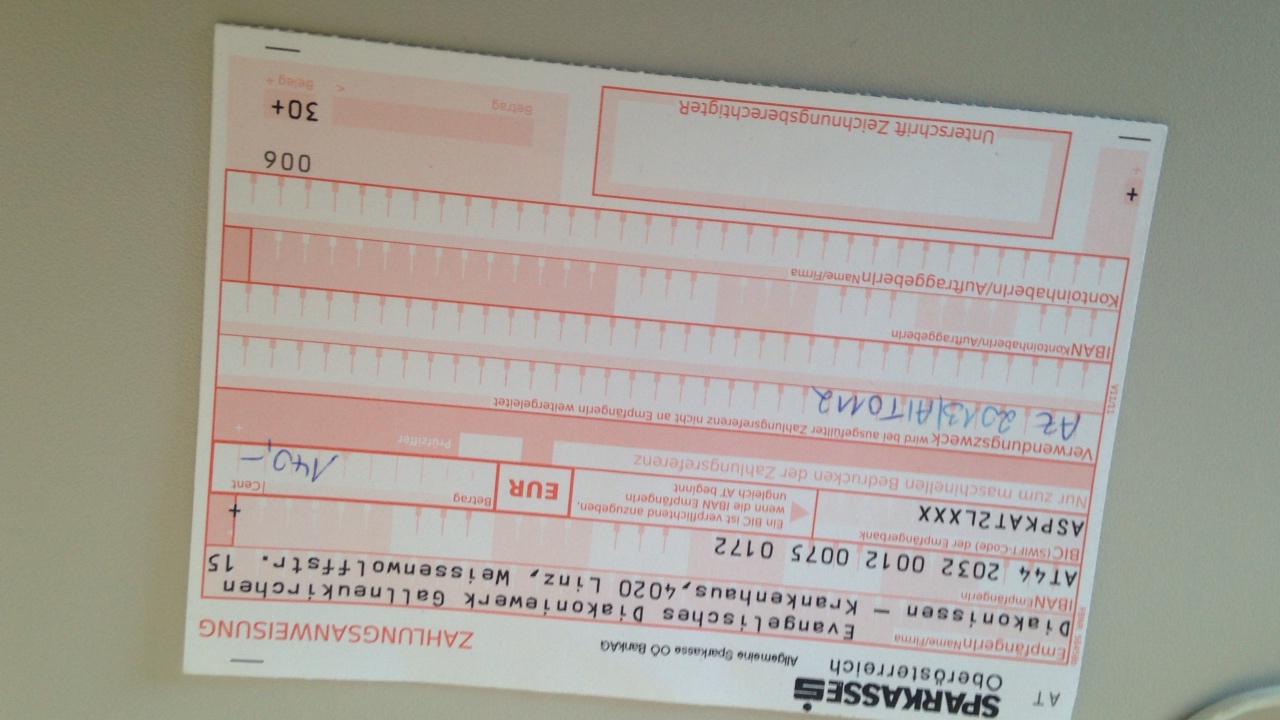 AT
SPARKASSE
Oberösterreich
Allgemeine Sparkasse OÖ BankAG
ZAHLUNGSANWEISUNG
EmpfängerIn Name/Firma
Evangelisches Diakoniewerk Gallneukirchen
Diakonissen - Krankenhaus,4020 Linz, Weissenwolffstr. 15
IBAN EmpfängerIn
AT44 2032 0012 0075 0172
BIC (SWIFT-Code) der Empfängerbank
ASPKAT2LXXX
Ein BIC ist verpflichtend anzugeben,
wenn die IBAN EmpfängerIn
ungleich AT beginnt
+
EUR
Betrag
Cent
140,-
Nur zum maschinellen Bedrucken der Zahlungsreferenz
Prüfziffer
+
Verwendungszweck wird bei ausgefüllter Zahlungsreferenz nicht an EmpfängerIn weitergeleitet
AZ 2013/A/TO112
V11/11
IBAN KontoinhaberIn/AuftraggeberIn
KontoinhaberIn/AuftraggeberIn Name/Firma
006
Unterschrift ZeichnungsberechtigteR
Betrag
30+
< Beleg +
+
+